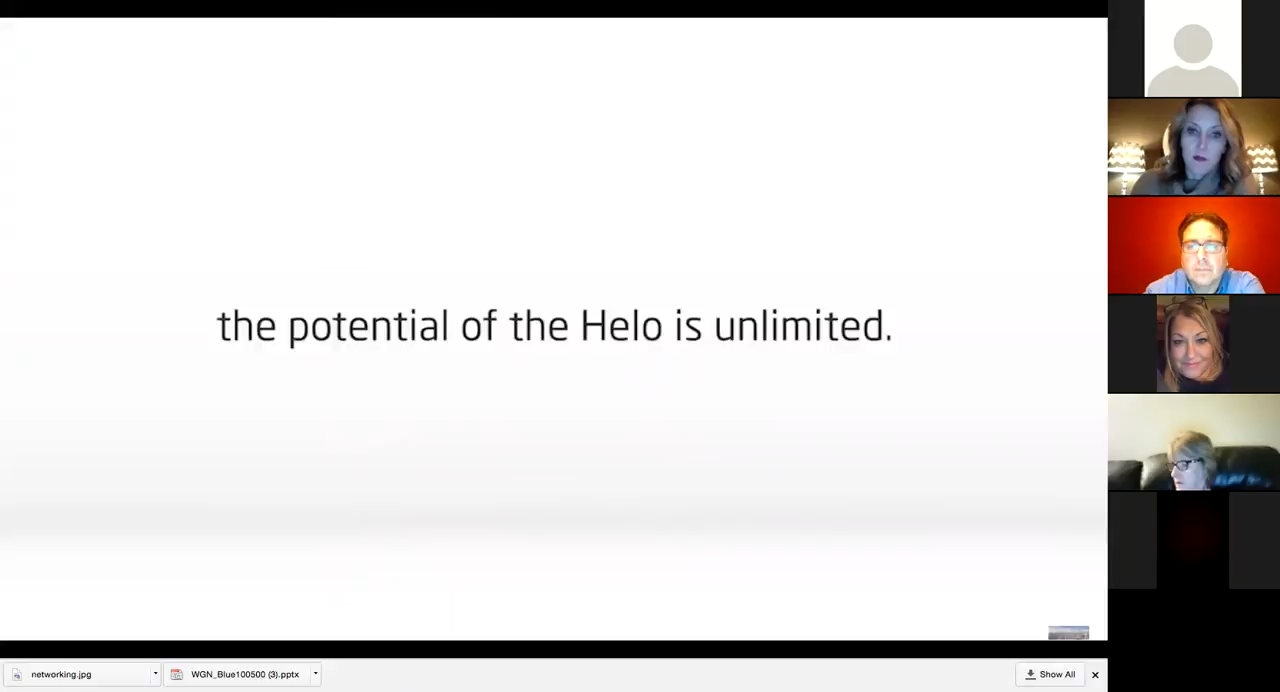 the potential of the Helo is unlimited.
networking.jpg
WGN_Blue100500 (3).pptx
Show All